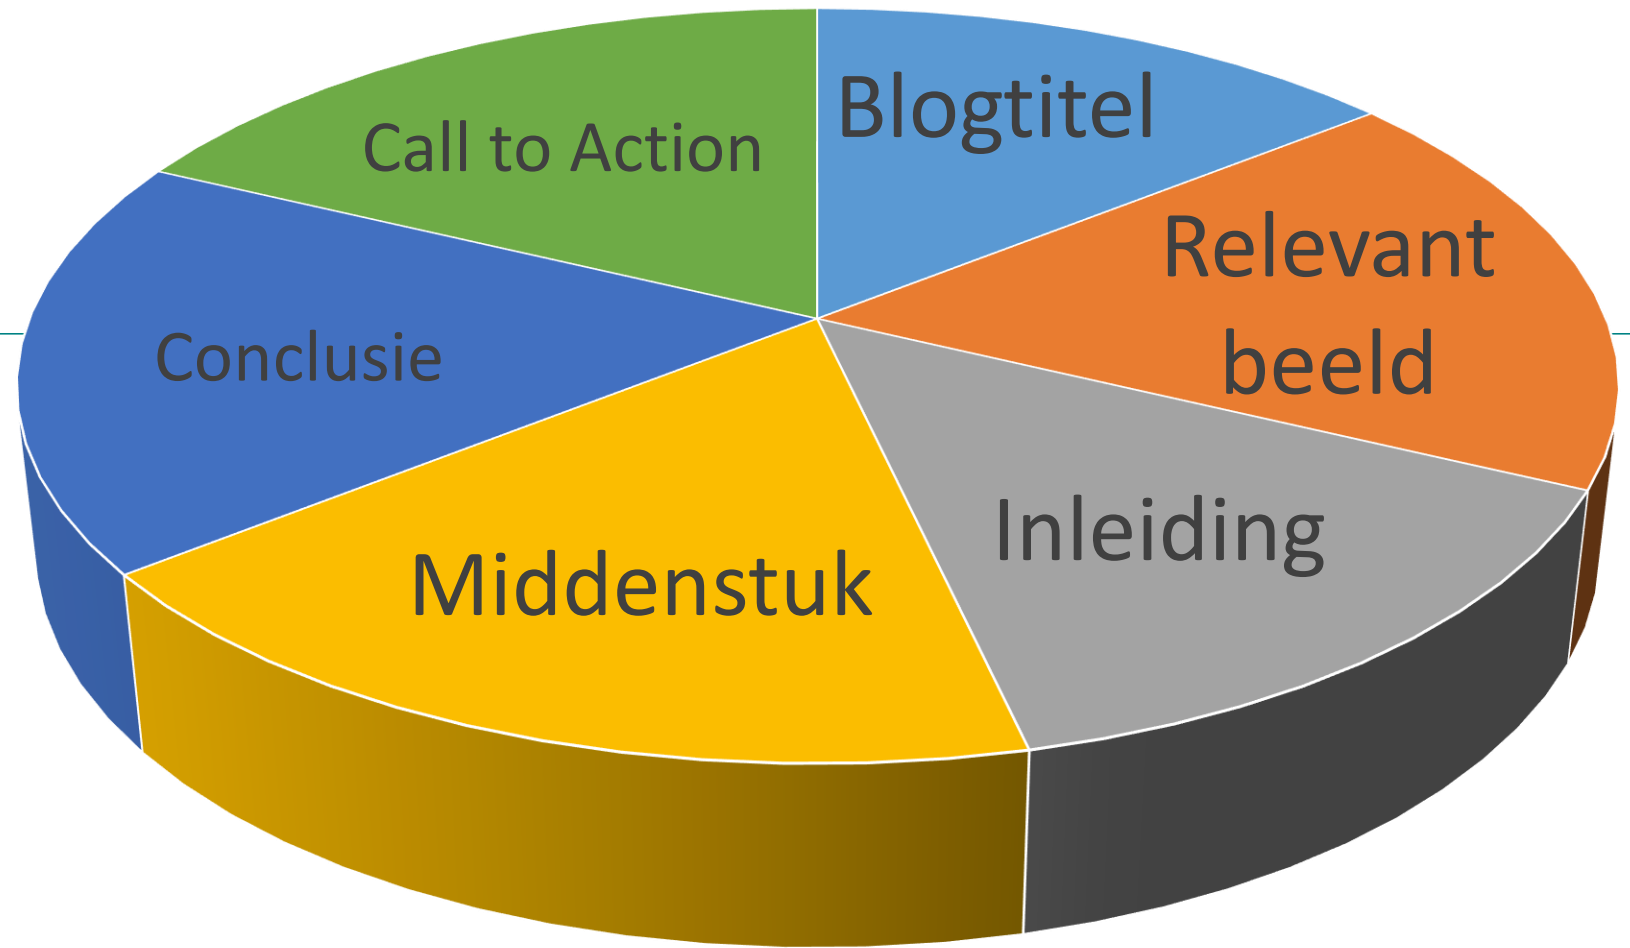 Blogtitel
Relevant
beeld
Inleiding
Middenstuk
Conclusie
Call to Action